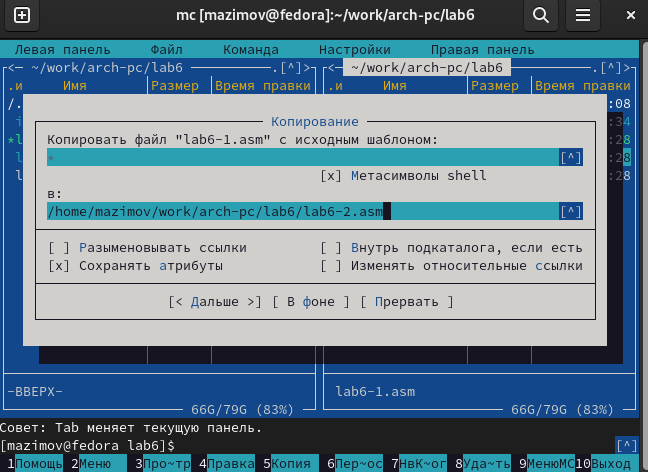 mc [mazimov@fedora]:~/work/arch-pc/lab6
Левая панель Файл Команда Настройки Правая панель
<— ~/work/arch-pc/lab6 .[^]> <— ~/work/arch-pc/lab6 .[^]>
.и Имя Размер Время правки .и Имя Размер Время правки
/. :08
Копирование
Копировать файл "lab6-1.asm" с исходным шаблоном:
* [^]
[x] Метасимволы shell
в:
/home/mazimov/work/arch-pc/lab6/lab6-2.asm [^]
[ ] Разыменовывать ссылки [ ] Внутрь подкаталога, если есть
[x] Сохранять атрибуты [ ] Изменять относительные ссылки
[< Дальше >] [ В фоне ] [ Прервать ]
-ВВЕРХ- lab6-1.asm
66G/79G (83%) 66G/79G (83%)
Совет: Tab меняет текущую панель.
[mazimov@fedora lab6]$ [^]
1Помощь 2Меню 3Про~тр 4Правка 5Копия 6Пер~ос 7НвК~ог 8Уда~ть 9МенюMC 10Выход